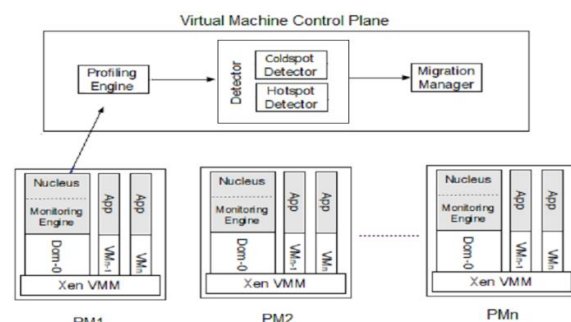 Virtual Machine Control Plane
Profiling
Engine
Detector
Coldspot
Detector
Hotspot
Detector
Migration
Manager
Nucleus
Monitoring
Engine
Dom-0
App
VMn-1
App
VMn
Xen VMM
PM1
Nucleus
Monitoring
Engine
Dom-0
App
VMn-1
App
VMn
Xen VMM
PM2
Nucleus
Monitoring
Engine
Dom-0
App
VMn-1
App
VMn
Xen VMM
PMn